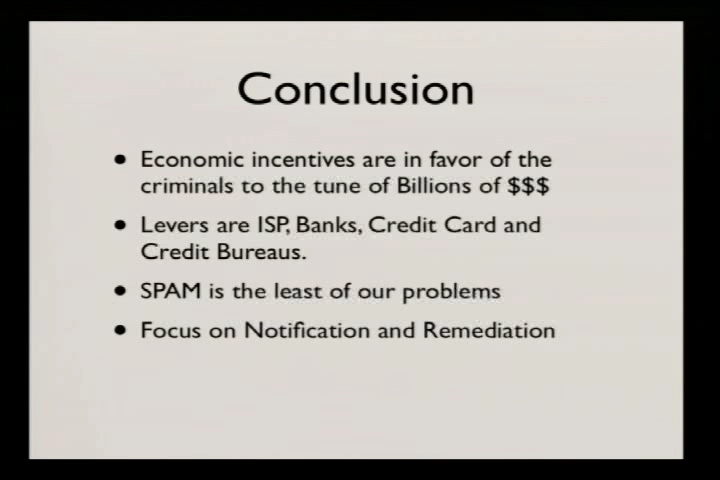 Conclusion
• Economic incentives are in favor of the
criminals to the tune of Billions of $$$
• Levers are ISP, Banks, Credit Card and
Credit Bureaus.
• SPAM is the least of our problems
• Focus on Notification and Remediation